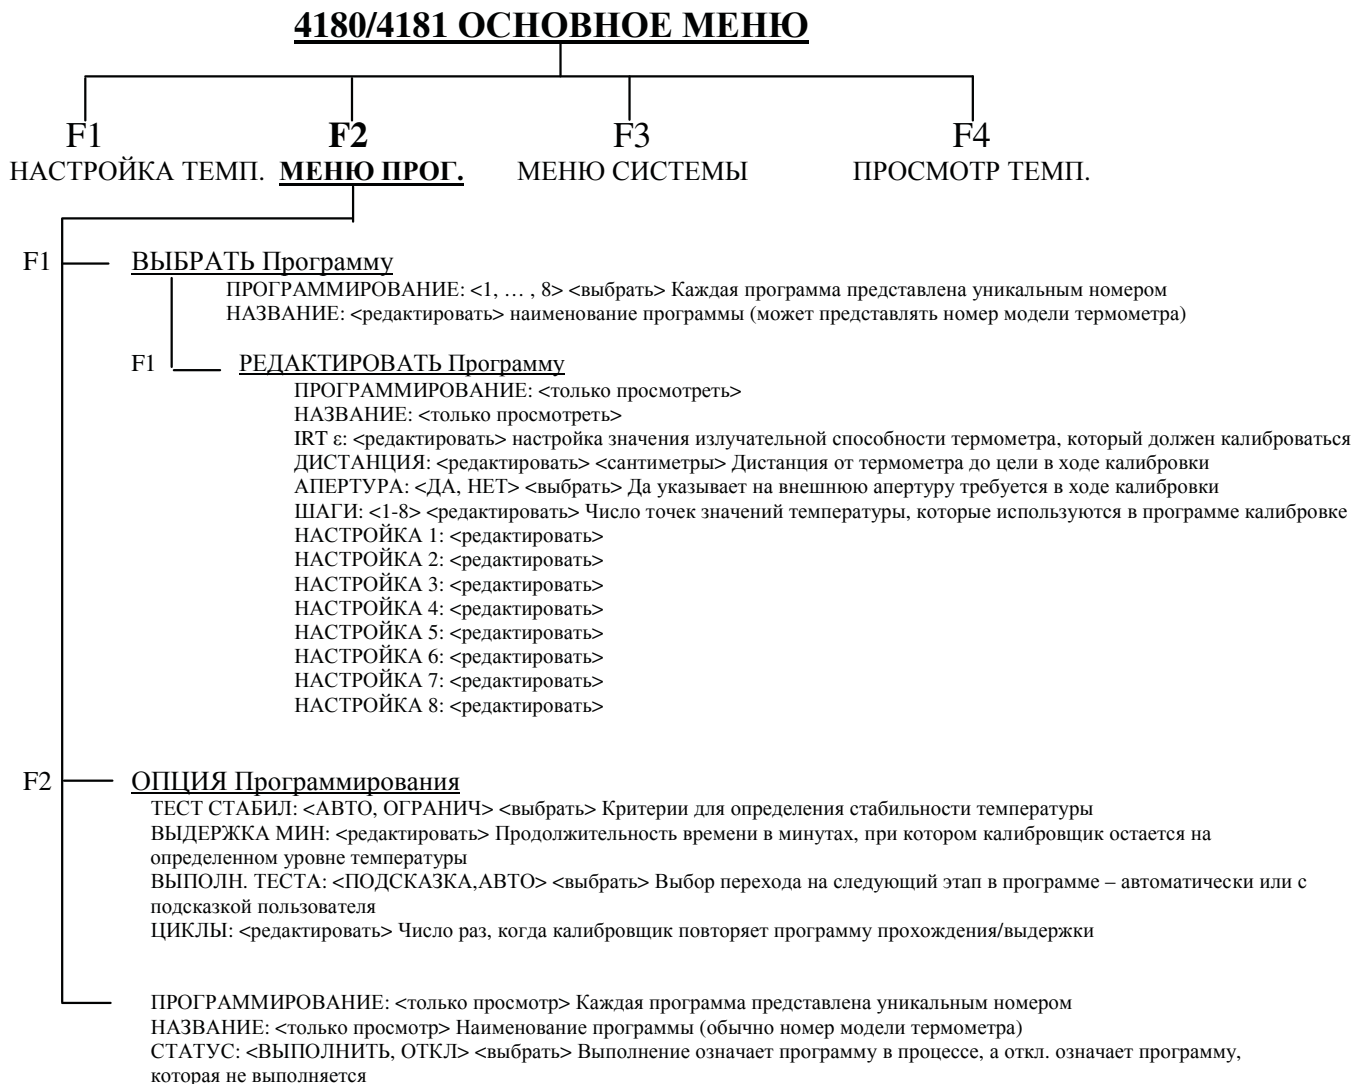 4180/4181 ОСНОВНОЕ МЕНЮ
F1 F2 F3 F4
НАСТРОЙКА ТЕМП. МЕНЮ ПРОГ. МЕНЮ СИСТЕМЫ ПРОСМОТР ТЕМП.
F1 ВЫБРАТЬ Программу
ПРОГРАММИРОВАНИЕ: <1, … , 8> <выбрать> Каждая программа представлена уникальным номером
НАЗВАНИЕ: <редактировать> наименование программы (может представлять номер модели термометра)
F1 РЕДАКТИРОВАТЬ Программу
ПРОГРАММИРОВАНИЕ: <только просмотреть>
НАЗВАНИЕ: <только просмотреть>
IRT ε: <редактировать> настройка значения излучательной способности термометра, который должен калиброваться
ДИСТАНЦИЯ: <редактировать> <сантиметры> Дистанция от термометра до цели в ходе калибровки
АПЕРТУРА: <ДА, НЕТ> <выбрать> Да указывает на внешнюю апертуру требуется в ходе калибровки
ШАГИ: <1-8> <редактировать> Число точек значений температуры, которые используются в программе калибровке
НАСТРОЙКА 1: <редактировать>
НАСТРОЙКА 2: <редактировать>
НАСТРОЙКА 3: <редактировать>
НАСТРОЙКА 4: <редактировать>
НАСТРОЙКА 5: <редактировать>
НАСТРОЙКА 6: <редактировать>
НАСТРОЙКА 7: <редактировать>
НАСТРОЙКА 8: <редактировать>
F2 ОПЦИЯ Программирования
ТЕСТ СТАБИЛ: <АВТО, ОГРАНИЧ> <выбрать> Критерии для определения стабильности температуры
ВЫДЕРЖКА МИН: <редактировать> Продолжительность времени в минутах, при котором калибровщик остается на
определенном уровне температуры
ВЫПОЛН. ТЕСТА: <ПОДСКАЗКА,АВТО> <выбрать> Выбор перехода на следующий этап в программе – автоматически или с
подсказкой пользователя
ЦИКЛЫ: <редактировать> Число раз, когда калибровщик повторяет программу прохождения/выдержки
ПРОГРАММИРОВАНИЕ: <только просмотр> Каждая программа представлена уникальным номером
НАЗВАНИЕ: <только просмотр> Наименование программы (обычно номер модели термометра)
СТАТУС: <ВЫПОЛНИТЬ, ОТКЛ> <выбрать> Выполнение означает программу в процессе, а откл. означает программу,
которая не выполняется